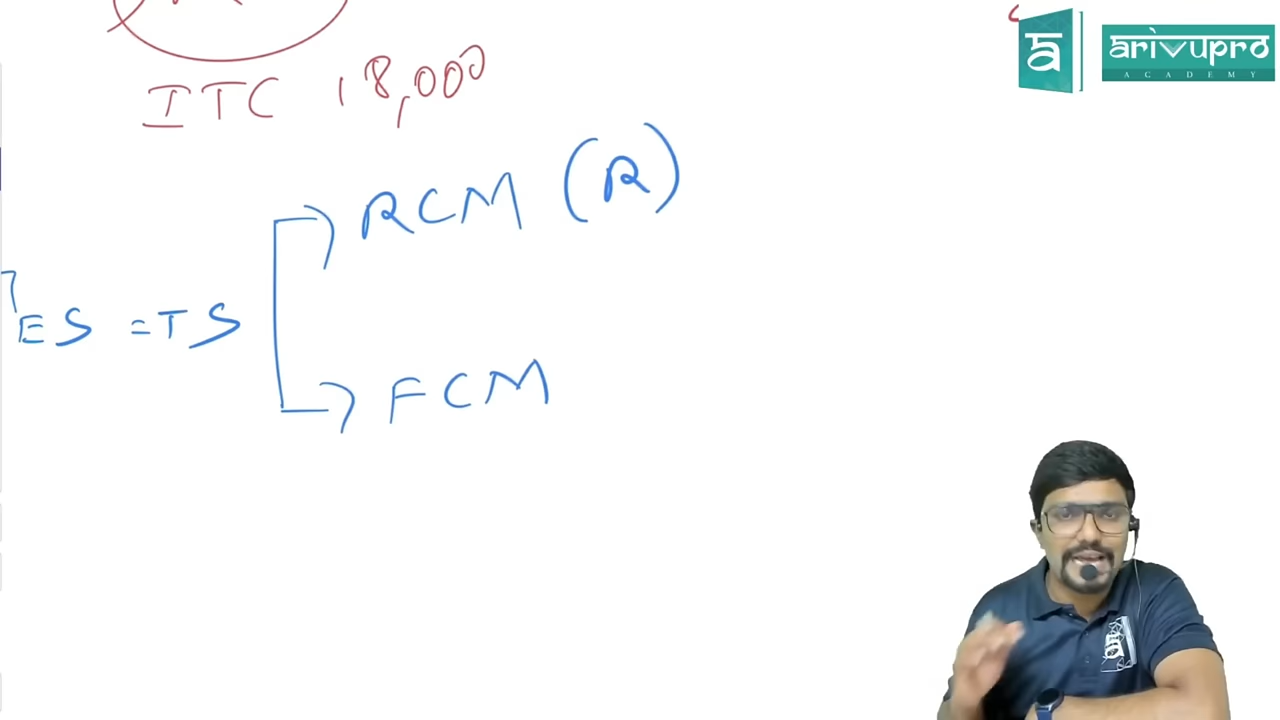 ITC 18,000
arivupro
ACADEMY
RCM (R)
ES = TS
FCM